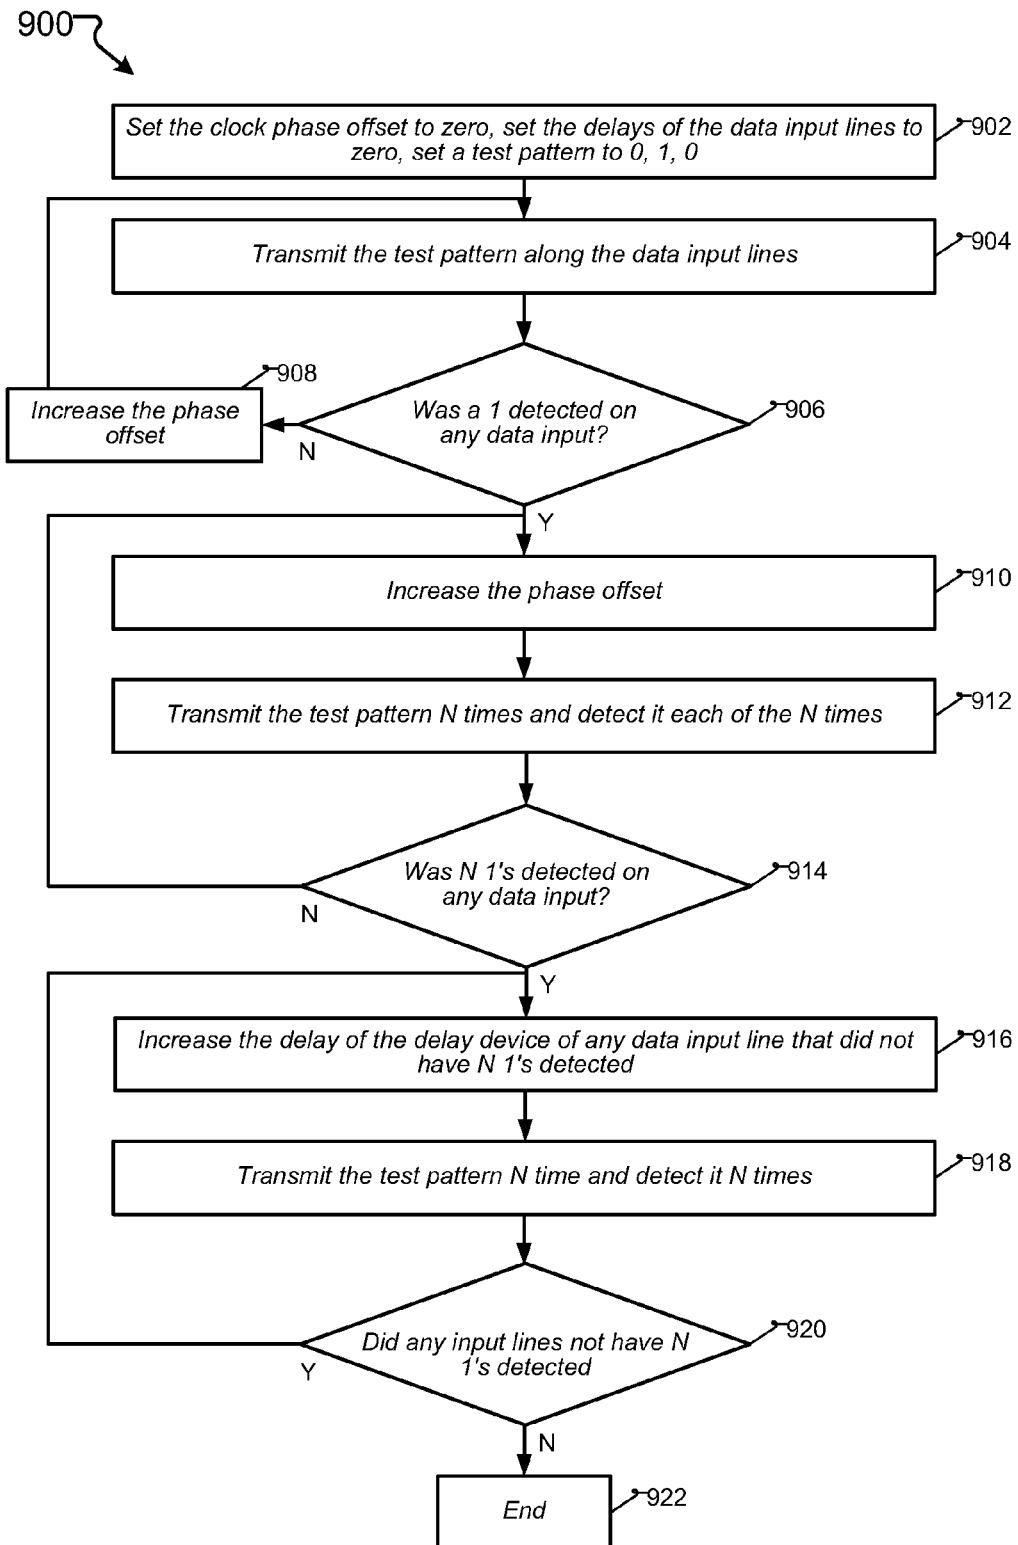 900
Set the clock phase offset to zero, set the delays of the data input lines to
zero, set a test pattern to 0, 1, 0
902
Transmit the test pattern along the data input lines
904
908
Increase the phase
offset
Was a 1 detected on
any data input?
906
N
Y
Increase the phase offset
910
Transmit the test pattern N times and detect it each of the N times
912
Was N 1's detected on
any data input?
914
N
Y
Increase the delay of the delay device of any data input line that did not
have N 1's detected
916
Transmit the test pattern N time and detect it N times
918
Did any input lines not have N
1's detected
920
Y
N
End
922